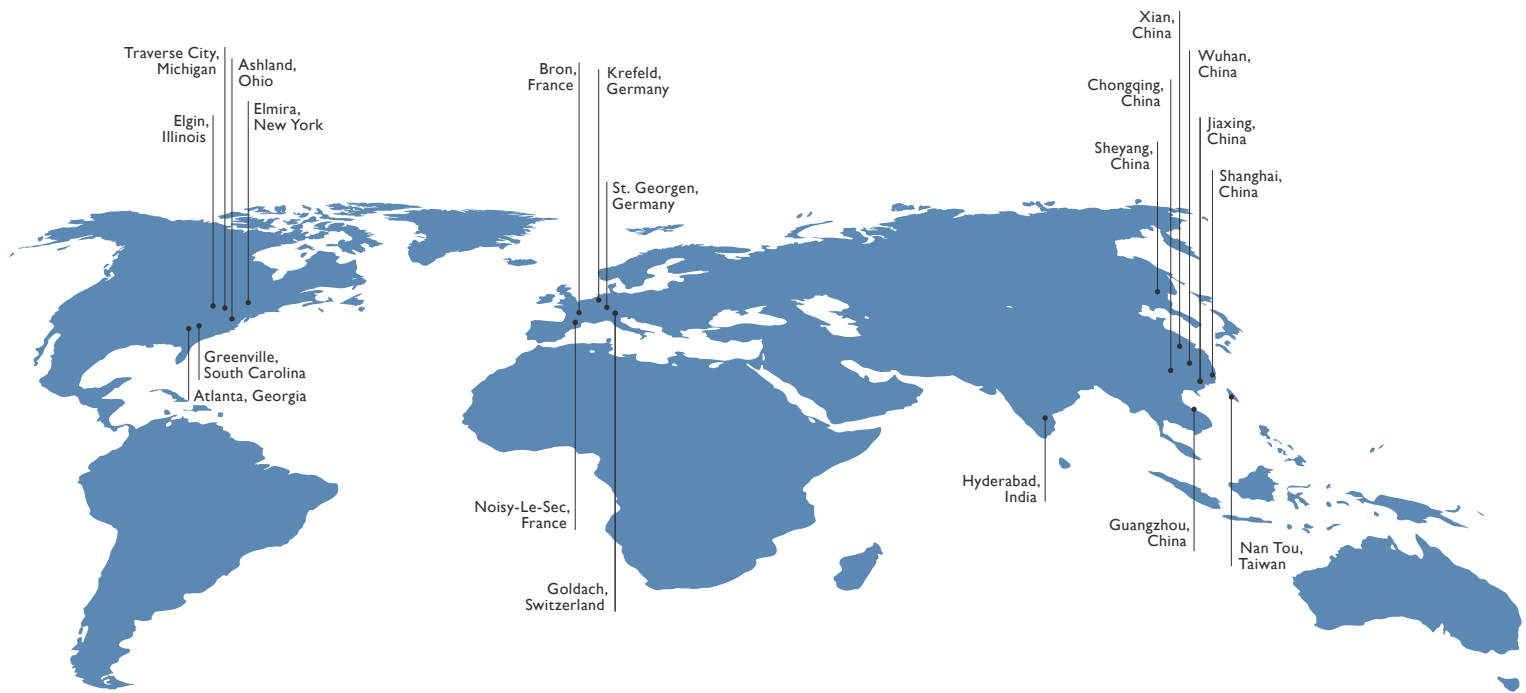 Traverse City,
Michigan
Ashland,
Ohio
Elgin,
Illinois
Elmira,
New York
Greenville,
South Carolina
Atlanta, Georgia
Bron,
France
Krefeld,
Germany
St. Georgen,
Germany
Noisy-Le-Sec,
France
Goldach,
Switzerland
Xian,
China
Wuhan,
China
Chongqing,
China
Jiaxing,
China
Sheyang,
China
Shanghai,
China
Hyderabad,
India
Guangzhou,
China
Nan Tou,
Taiwan